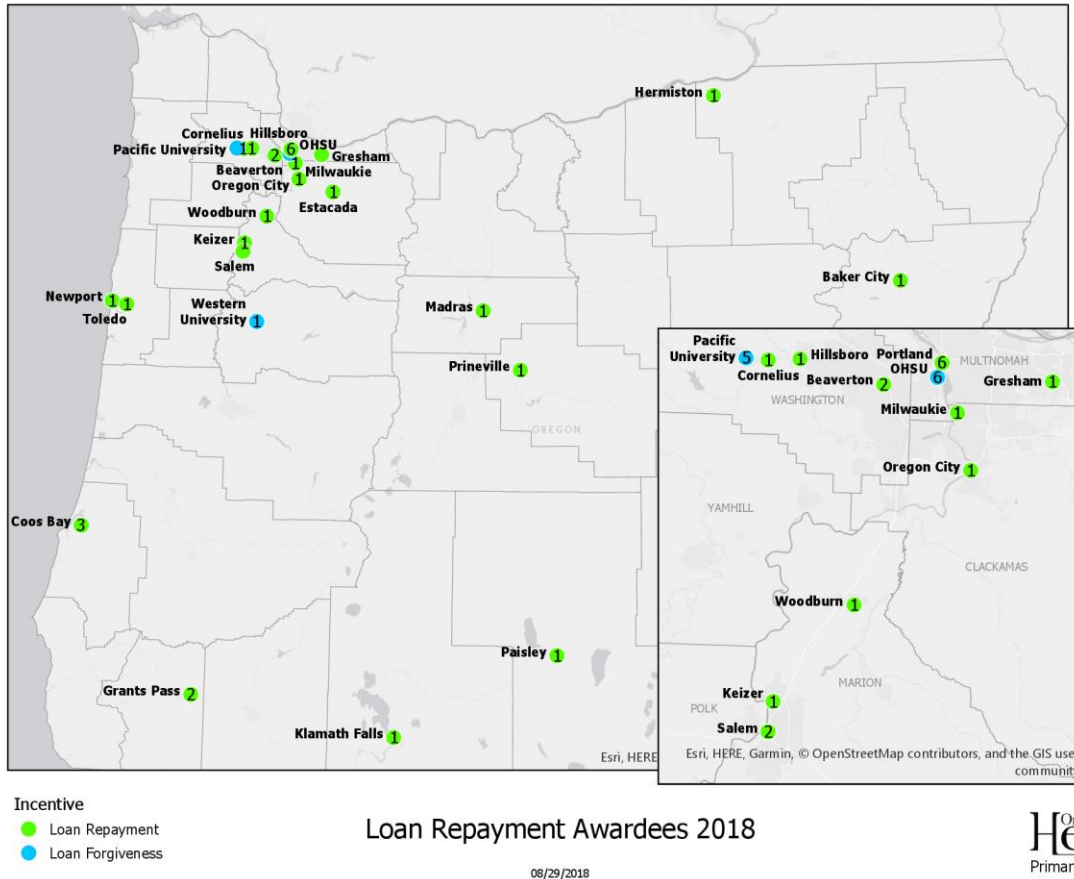 Hermiston 1
Cornelius Hillsboro
Pacific University 1 1 6 OHSU
2 Gresham
Beaverton 1 Milwaukie
Oregon City 1
1
Estacada
Woodburn 1
Keizer 1
Salem
Baker City 1
Newport 1 1
Toledo
Western
University 1
Madras 1
Prineville 1
OREGON
Coos Bay 3
Paisley 1
Grants Pass 2
Klamath Falls 1
Esri, HERE
Pacific
University 5 1 1 Hillsboro
Cornelius
Portland 6
OHSU 6
MULTNOMAH
Gresham 1
Beaverton 2
WASHINGTON
Milwaukie 1
Oregon City 1
YAMHILL
CLACKAMAS
Woodburn 1
MARION
Keizer 1
POLK
Salem 2
Esri, HERE, Garmin, © OpenStreetMap contributors, and the GIS use
community
Incentive
Loan Repayment
Loan Forgiveness
Loan Repayment Awardees 2018
08/29/2018